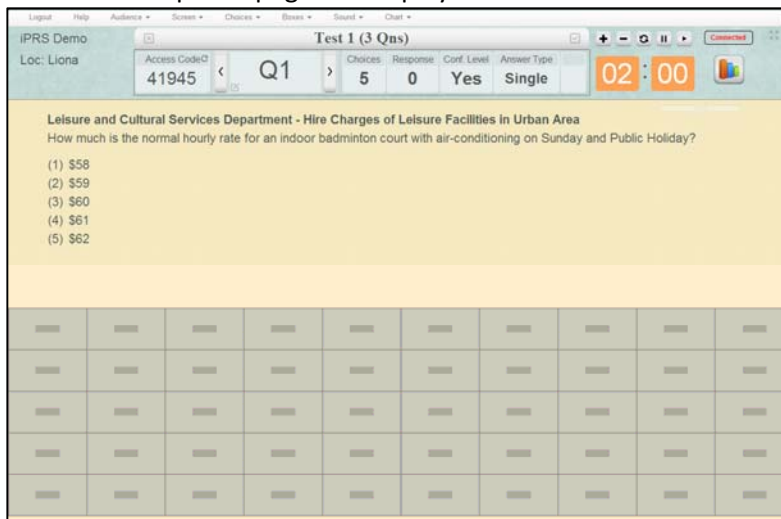 Logout Help Audience Screen Choices Boxes Sound Chart
iPRS Demo
Test 1 (3 Qns)
Connected
Loc: Liona
Access Code
41945
Q1
Choices
5
Response
0
Conf. Level
Yes
Answer Type
Single
02 : 00
Leisure and Cultural Services Department - Hire Charges of Leisure Facilities in Urban Area
How much is the normal hourly rate for an indoor badminton court with air-conditioning on Sunday and Public Holiday?
(1) $58
(2) $59
(3) $60
(4) $61
(5) $62